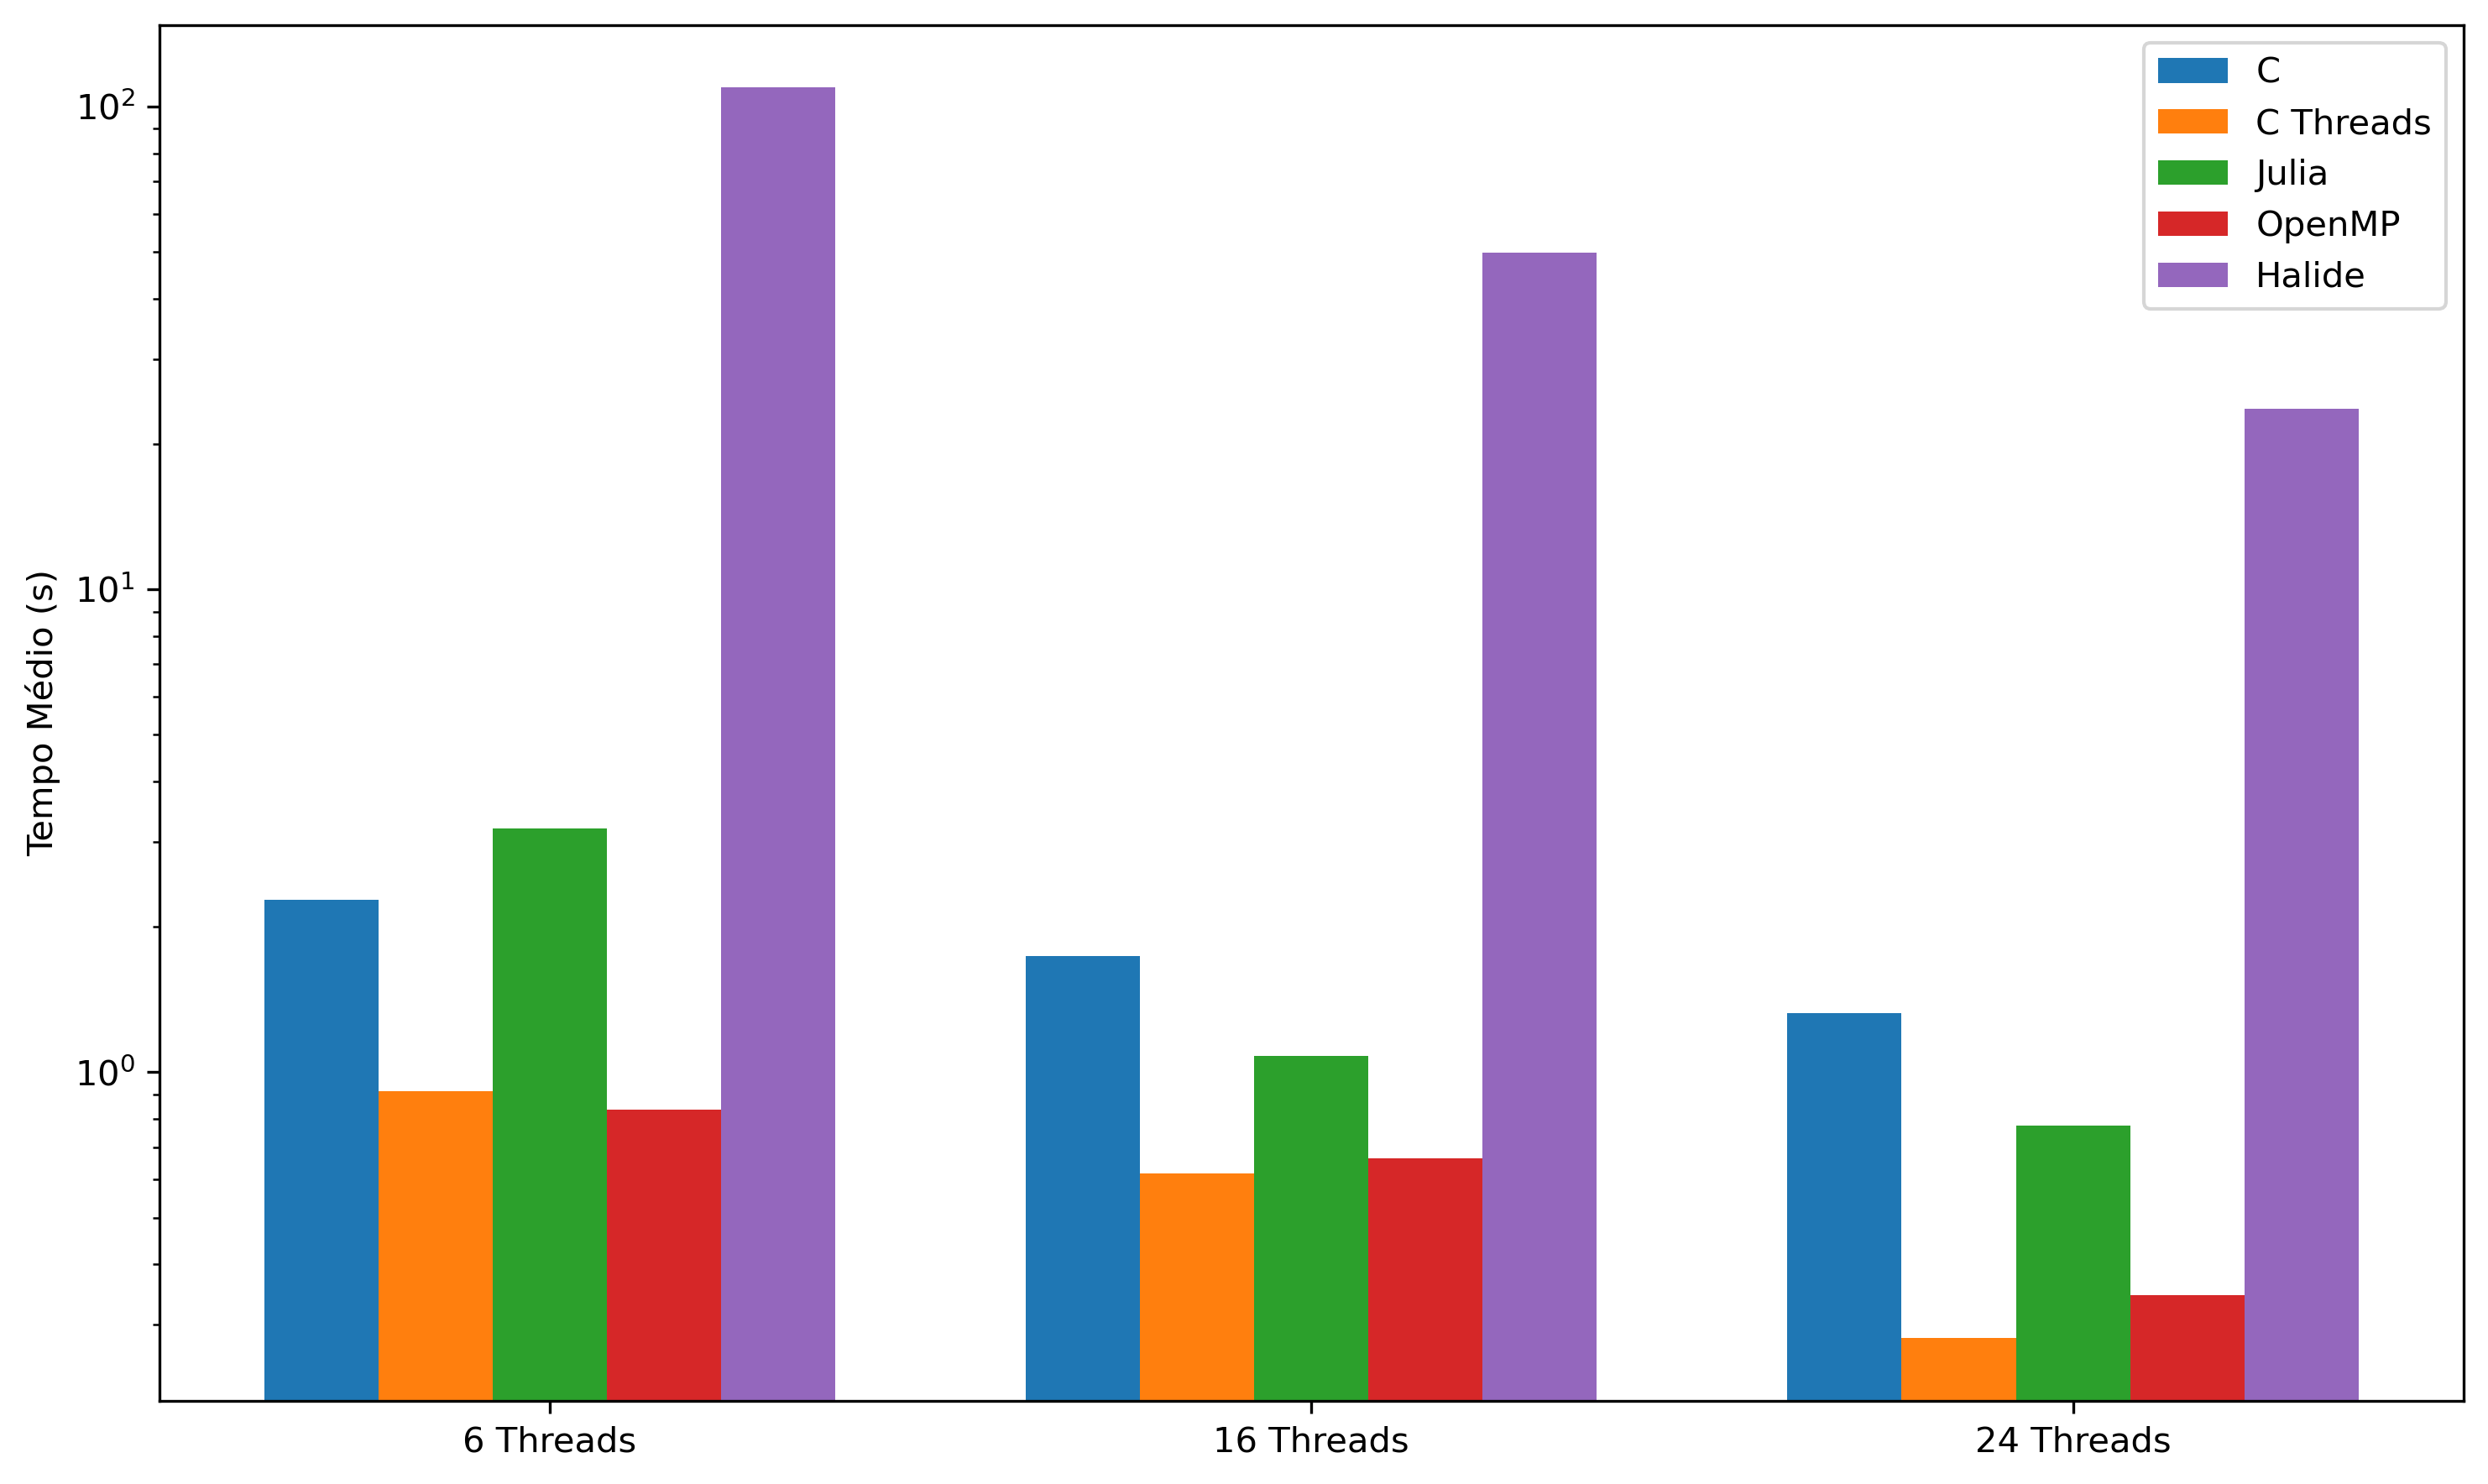 Tempo Médio (s)
10²
10¹
10⁰
6 Threads
16 Threads
24 Threads
C
C Threads
Julia
OpenMP
Halide